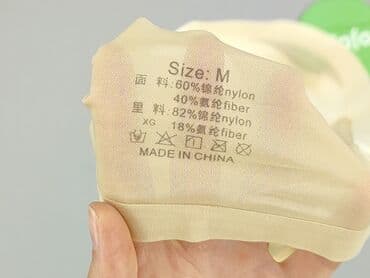 Size: M
面 料:60%锦纶nylon
40%氨纶fiber
里 料:82%锦纶nylon
XG 18%氨纶fiber
MADE IN CHINA